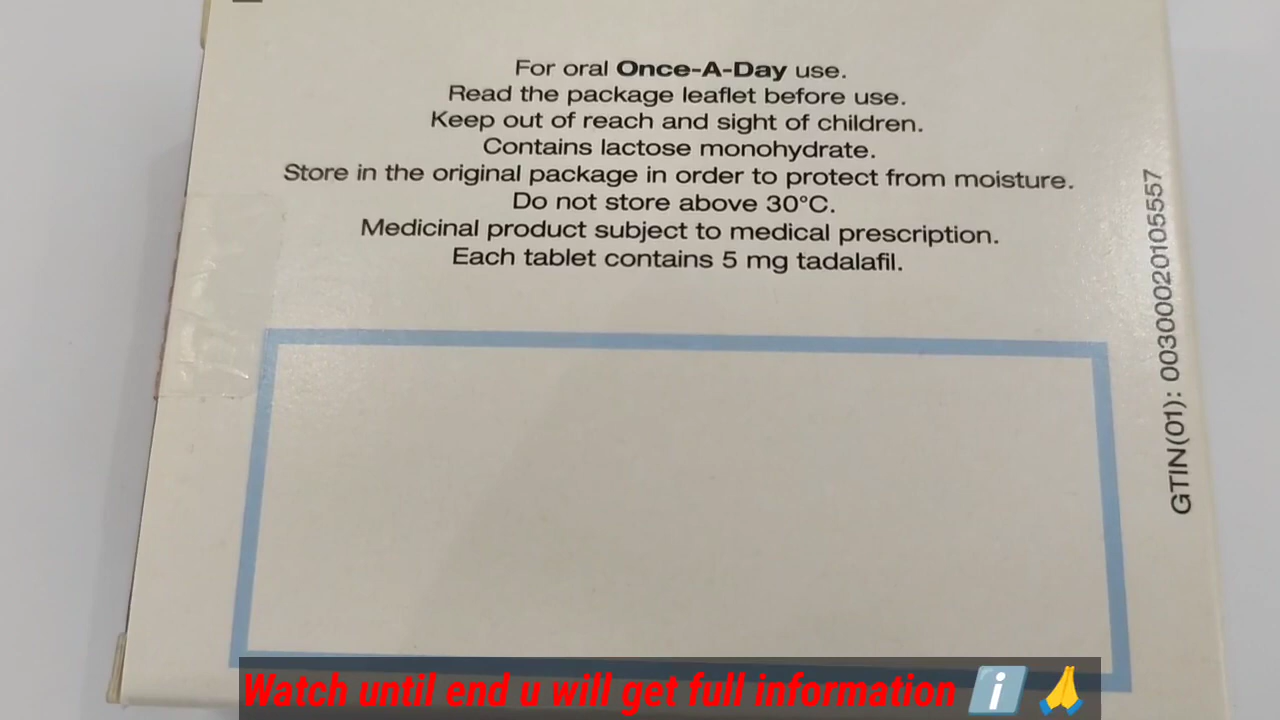 For oral Once-A-Day use.
Read the package leaflet before use.
Keep out of reach and sight of children.
Contains lactose monohydrate.
Store in the original package in order to protect from moisture.
Do not store above 30°C.
Medicinal product subject to medical prescription.
Each tablet contains 5 mg tadalafil.
GTIN(01): 00300020105557
Watch until end u will get full information ℹ️ 🙏